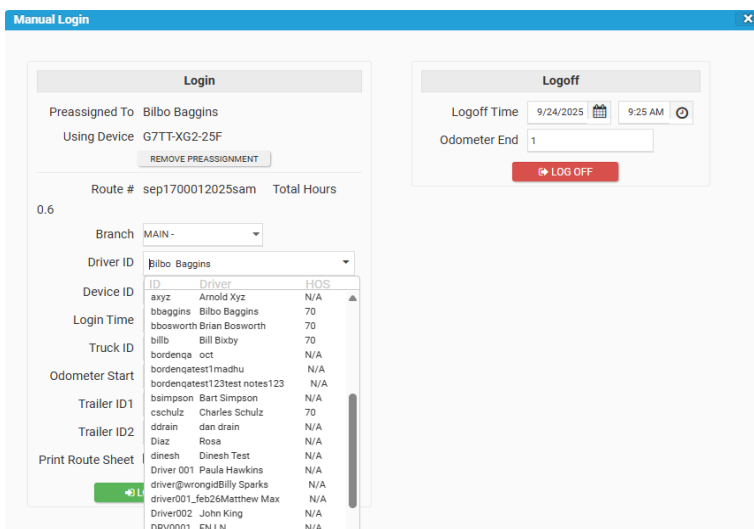 Manual Login
Login
Preassigned To Bilbo Baggins
Using Device G7TT-XG2-25F
REMOVE PREASSIGNMENT
Route # sep1700012025sam Total Hours
0.6
Branch MAIN -
Driver ID Bilbo Baggins
ID Driver HOS
Device ID
axyz Arnold Xyz N/A
bbaggins Bilbo Baggins 70
Login Time
bbosworth Brian Bosworth 70
billb Bill Bixby 70
Truck ID
bordenqa oct N/A
bordenqatest1madhu N/A
Odometer Start
bordenqatest123test notes123 N/A
bsimpson Bart Simpson N/A
Trailer ID1
cschulz Charles Schulz 70
ddrain dan drain N/A
Trailer ID2
Diaz Rosa N/A
dinesh Dinesh Test N/A
Print Route Sheet
Driver 001 Paula Hawkins N/A
driver@wrongidBilly Sparks N/A
driver001_feb26Matthew Max N/A
Driver002 John King N/A
DRV0001 FN LN N/A
Logoff
Logoff Time 9/24/2025 9:25 AM
Odometer End 1
LOG OFF